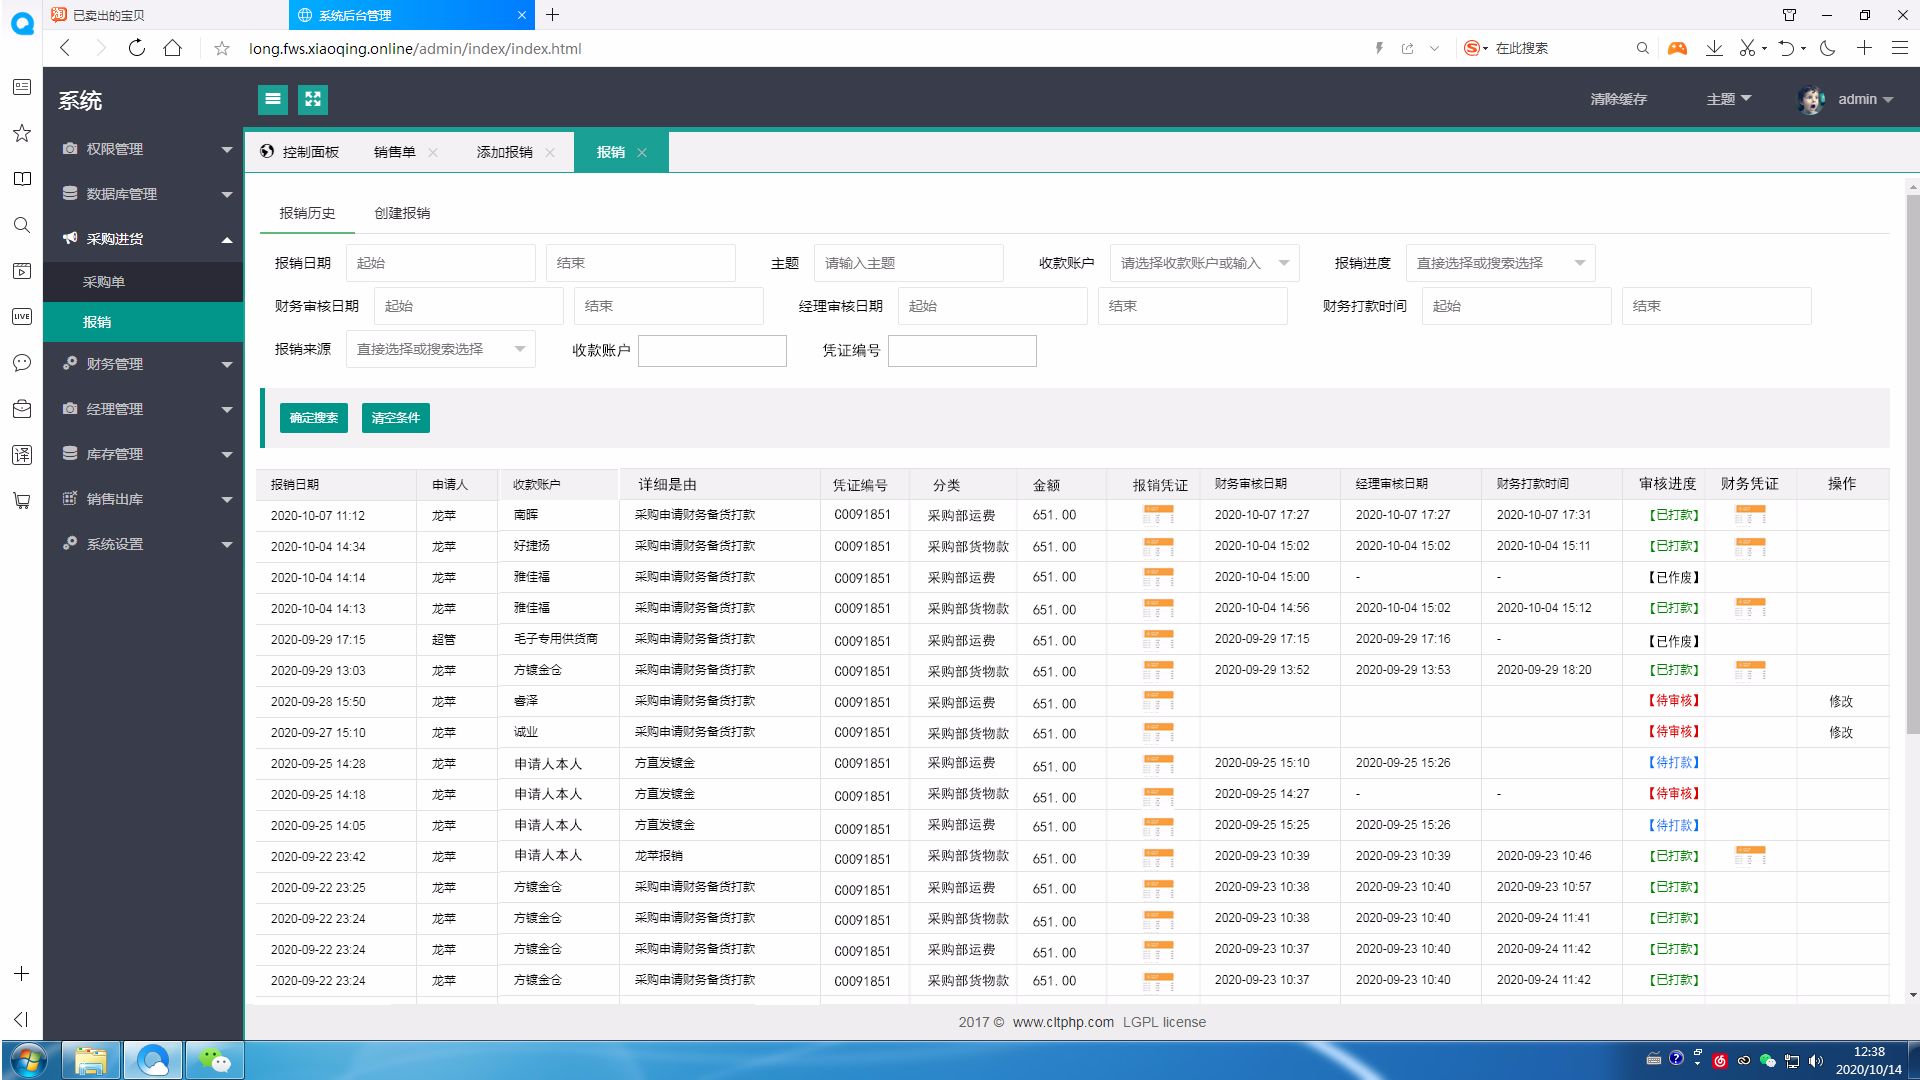 已卖出的宝贝 系统后台管理
long.fws.xiaoqing.online/admin/index/index.html 在此搜索
系统 清除缓存 主题 admin
权限管理
数据库管理
采购进货
采购单
报销
财务管理
经理管理
库存管理
销售出库
系统设置
LIVE
译
控制面板 销售单 添加报销 报销
报销历史 创建报销
报销日期 起始 结束 主题 请输入主题 收款账户 请选择收款账户或输入 报销进度 直接选择或搜索选择
财务审核日期 起始 结束 经理审核日期 起始 结束 财务打款时间 起始 结束
报销来源 直接选择或搜索选择 收款账户 凭证编号
确定搜索 清空条件
报销日期 申请人 收款账户 详细是由 凭证编号 分类 金额 报销凭证 财务审核日期 经理审核日期 财务打款时间 审核进度 财务凭证 操作
2020-10-07 11:12 龙苹 南晖 采购申请财务备货打款 C0091851 采购部运费 651.00 2020-10-07 17:27 2020-10-07 17:27 2020-10-07 17:31 【已打款】
2020-10-04 14:34 龙苹 好捷扬 采购申请财务备货打款 C0091851 采购部货物款 651.00 2020-10-04 15:02 2020-10-04 15:02 2020-10-04 15:11 【已打款】
2020-10-04 14:14 龙苹 雅佳福 采购申请财务备货打款 C0091851 采购部运费 651.00 2020-10-04 15:00 - - 【已作废】
2020-10-04 14:13 龙苹 雅佳福 采购申请财务备货打款 C0091851 采购部货物款 651.00 2020-10-04 14:56 2020-10-04 15:02 2020-10-04 15:12 【已打款】
2020-09-29 17:15 超管 毛子专用供货商 采购申请财务备货打款 C0091851 采购部运费 651.00 2020-09-29 17:15 2020-09-29 17:16 - 【已作废】
2020-09-29 13:03 龙苹 方镀金仓 采购申请财务备货打款 C0091851 采购部货物款 651.00 2020-09-29 13:52 2020-09-29 13:53 2020-09-29 18:20 【已打款】
2020-09-28 15:50 龙苹 睿泽 采购申请财务备货打款 C0091851 采购部运费 651.00 【待审核】 修改
2020-09-27 15:10 龙苹 诚业 采购申请财务备货打款 C0091851 采购部货物款 651.00 【待审核】 修改
2020-09-25 14:28 龙苹 申请人本人 方直发镀金 C0091851 采购部运费 651.00 2020-09-25 15:10 2020-09-25 15:26 【待打款】
2020-09-25 14:18 龙苹 申请人本人 方直发镀金 C0091851 采购部货物款 651.00 2020-09-25 14:27 - - 【待审核】
2020-09-25 14:05 龙苹 申请人本人 方直发镀金 C0091851 采购部运费 651.00 2020-09-25 15:25 2020-09-25 15:26 【待打款】
2020-09-22 23:42 龙苹 申请人本人 龙苹报销 C0091851 采购部货物款 651.00 2020-09-23 10:39 2020-09-23 10:39 2020-09-23 10:46 【已打款】
2020-09-22 23:25 龙苹 方镀金仓 采购申请财务备货打款 C0091851 采购部运费 651.00 2020-09-23 10:38 2020-09-23 10:40 2020-09-23 10:57 【已打款】
2020-09-22 23:24 龙苹 方镀金仓 采购申请财务备货打款 C0091851 采购部货物款 651.00 2020-09-23 10:38 2020-09-23 10:40 2020-09-24 11:41 【已打款】
2020-09-22 23:24 龙苹 方镀金仓 采购申请财务备货打款 C0091851 采购部运费 651.00 2020-09-23 10:37 2020-09-23 10:40 2020-09-24 11:42 【已打款】
2020-09-22 23:24 龙苹 方镀金仓 采购申请财务备货打款 C0091851 采购部货物款 651.00 2020-09-23 10:37 2020-09-23 10:40 2020-09-24 11:42 【已打款】
2017 © www.cltphp.com LGPL license
12:38
2020/10/14